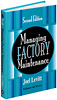 Second Edition
Managing
FACTORY
Maintenance
Joel Levitt